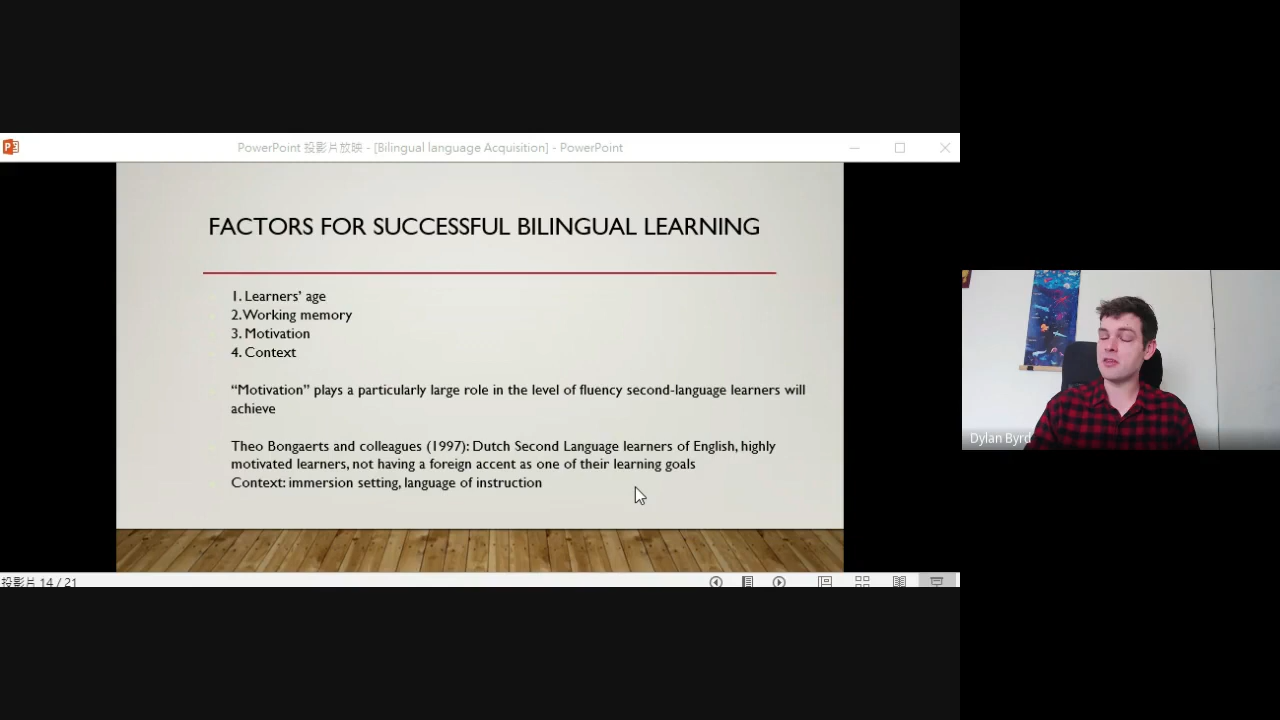 PowerPoint 投影片放映 - [Bilingual language Acquisition] - PowerPoint
FACTORS FOR SUCCESSFUL BILINGUAL LEARNING
1. Learners’ age
2. Working memory
3. Motivation
4. Context
“Motivation” plays a particularly large role in the level of fluency second-language learners will
achieve
Theo Bongaerts and colleagues (1997): Dutch Second Language learners of English, highly
motivated learners, not having a foreign accent as one of their learning goals
Context: immersion setting, language of instruction
投影片 14 / 21
Dylan Byrd